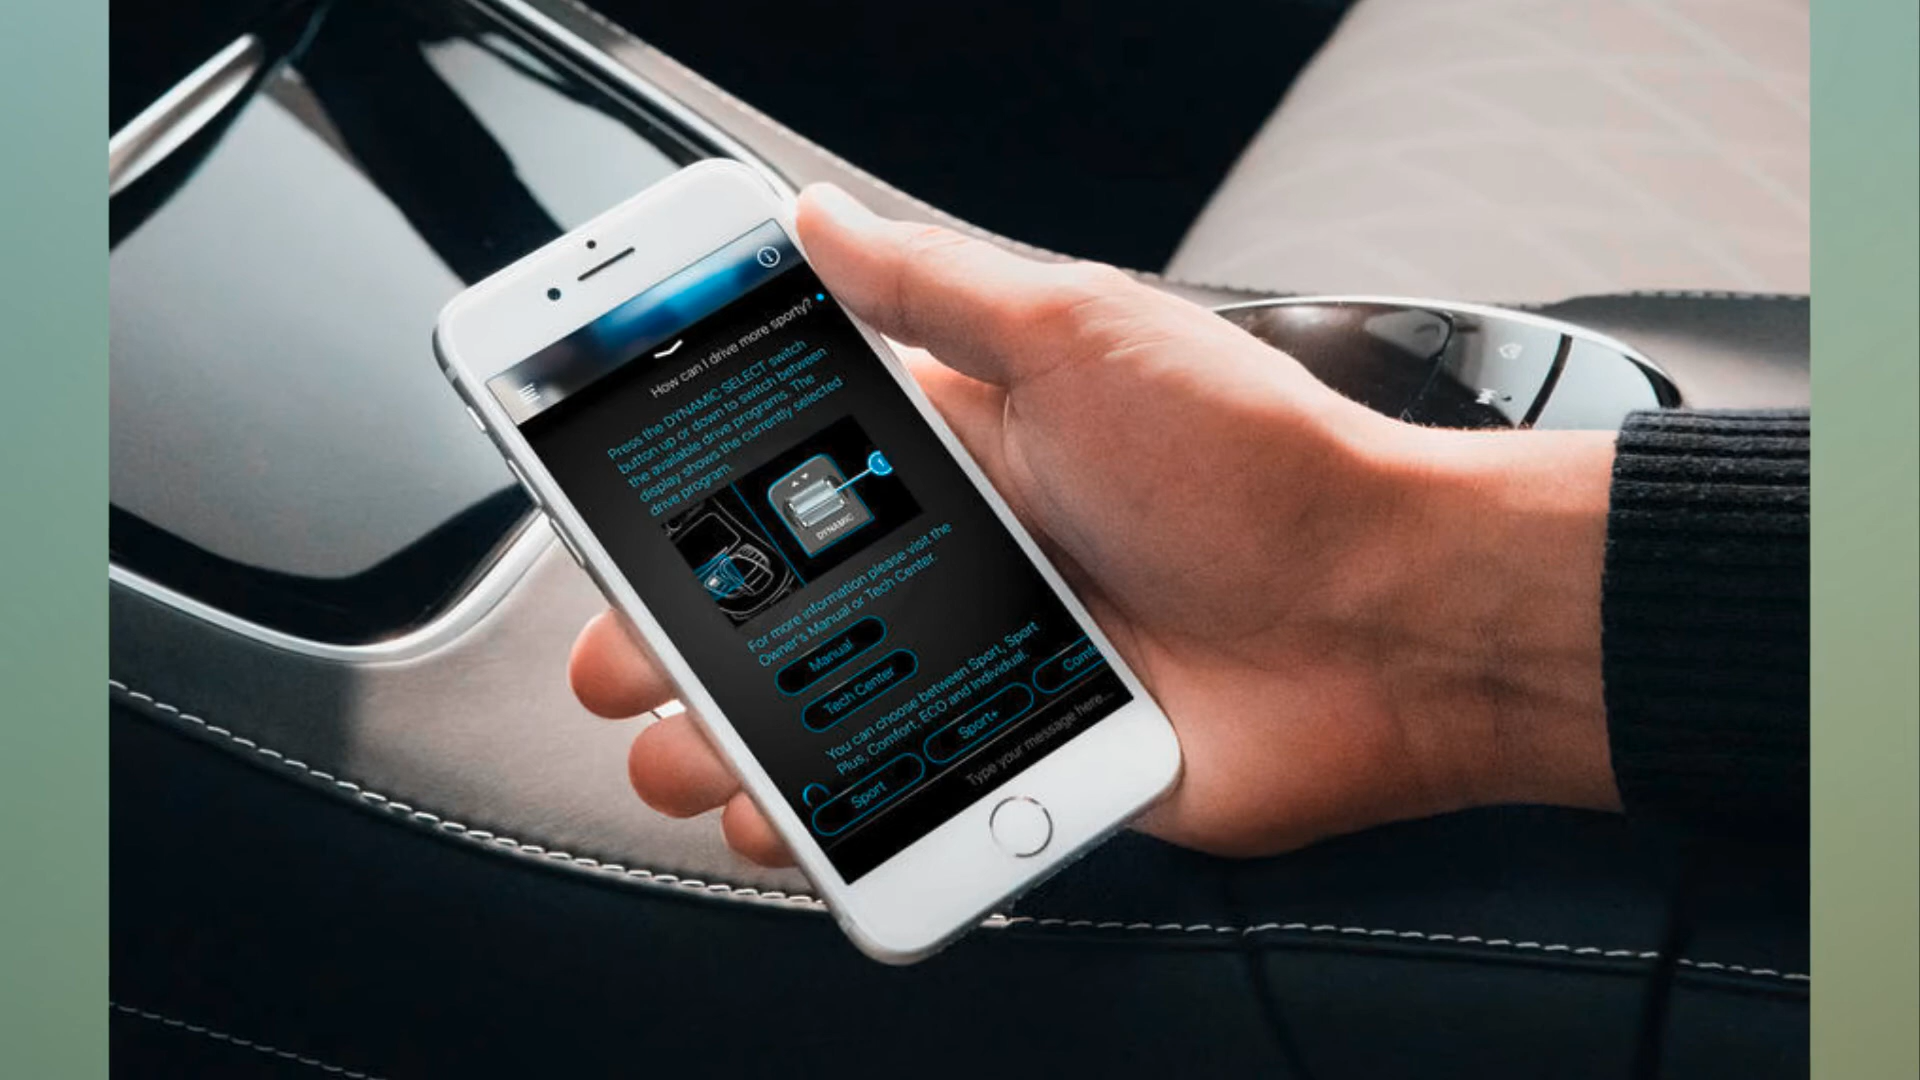 How can I drive more sporty?
Press the DYNAMIC SELECT switch
button up or down to switch between
the available drive programs. The
display shows the currently selected
drive program.
1
DYNAMIC
For more information please visit the
Owner's Manual or Tech Center.
Manual
Tech Center
You can choose between Sport, Sport
Plus, Comfort, ECO and Individual.
Sport
Sport+
Comf
Type your message here...